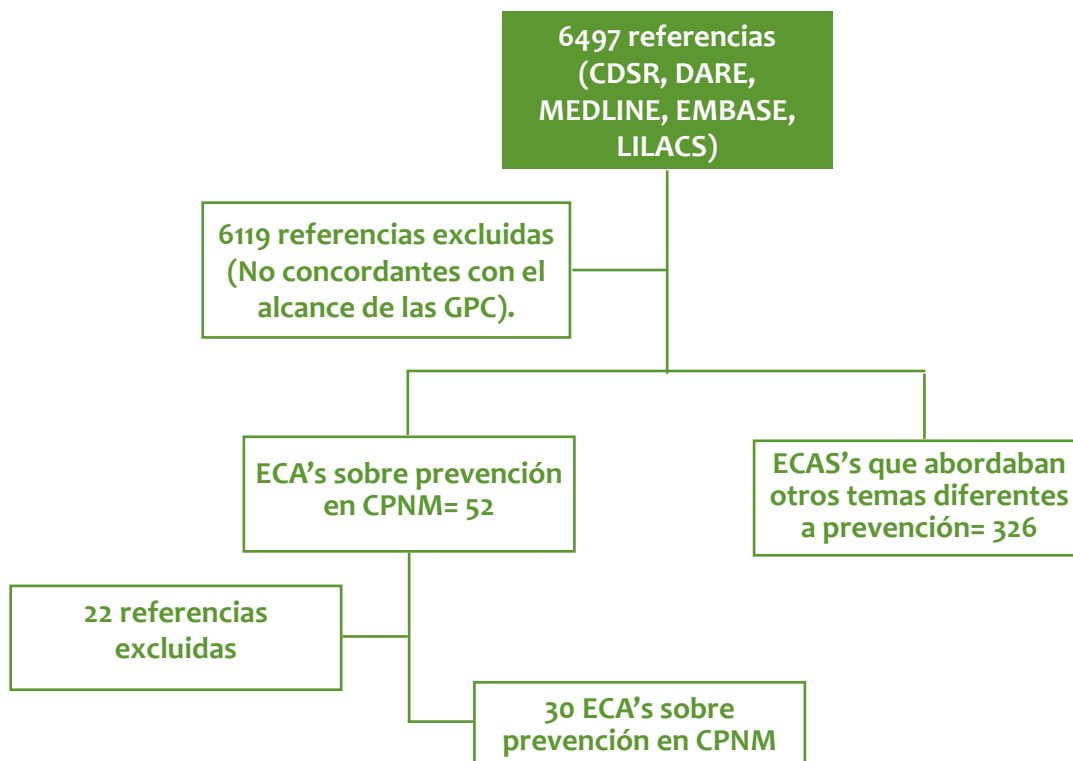 6497 referencias
(CDSR, DARE,
MEDLINE, EMBASE,
LILACS)
6119 referencias excluidas
(No concordantes con el
alcance de las GPC).
ECA’s sobre prevención
en CPNM= 52
ECAS’s que abordaban
otros temas diferentes
a prevención= 326
22 referencias
excluidas
30 ECA’s sobre
prevención en CPNM